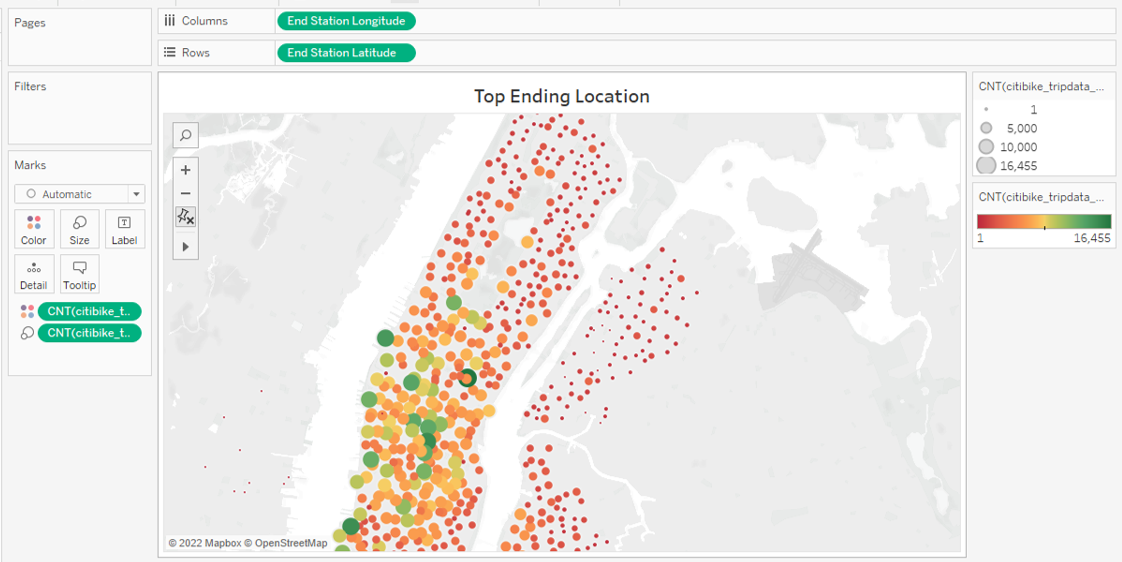 Pages
Columns
End Station Longitude
Rows
End Station Latitude
Filters
Marks
Automatic
Color
Size
Label
Detail
Tooltip
CNT(citibike_t..
CNT(citibike_t..
Top Ending Location
© 2022 Mapbox © OpenStreetMap
CNT(citibike_tripdata_...
1
5,000
10,000
16,455
CNT(citibike_tripdata_...
1 16,455